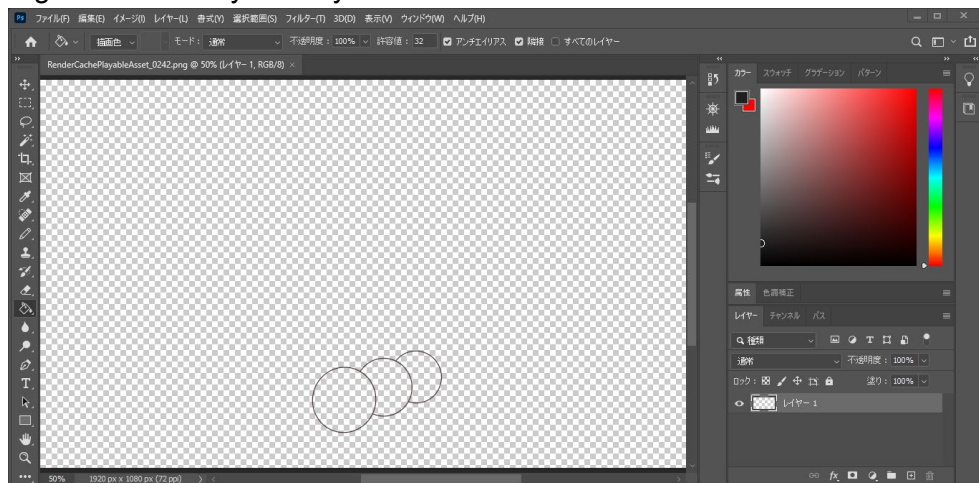 Ps ファイル(F) 編集(E) イメージ(I) レイヤー(L) 書式(Y) 選択範囲(S) フィルター(T) 3D(D) 表示(V) ウィンドウ(W) ヘルプ(H)
描画色 モード: 通常 不透明度: 100% 許容値: 32 アンチエイリアス 隣接 すべてのレイヤー
RenderCachePlayableAsset_0242.png @ 50% (レイヤー 1, RGB/8) ×
カラー スウォッチ グラデーション パターン
属性 色調補正
レイヤー チャンネル パス
種類
通常 不透明度: 100%
ロック: 塗り: 100%
レイヤー 1
50% 1920 px x 1080 px (72 ppi)